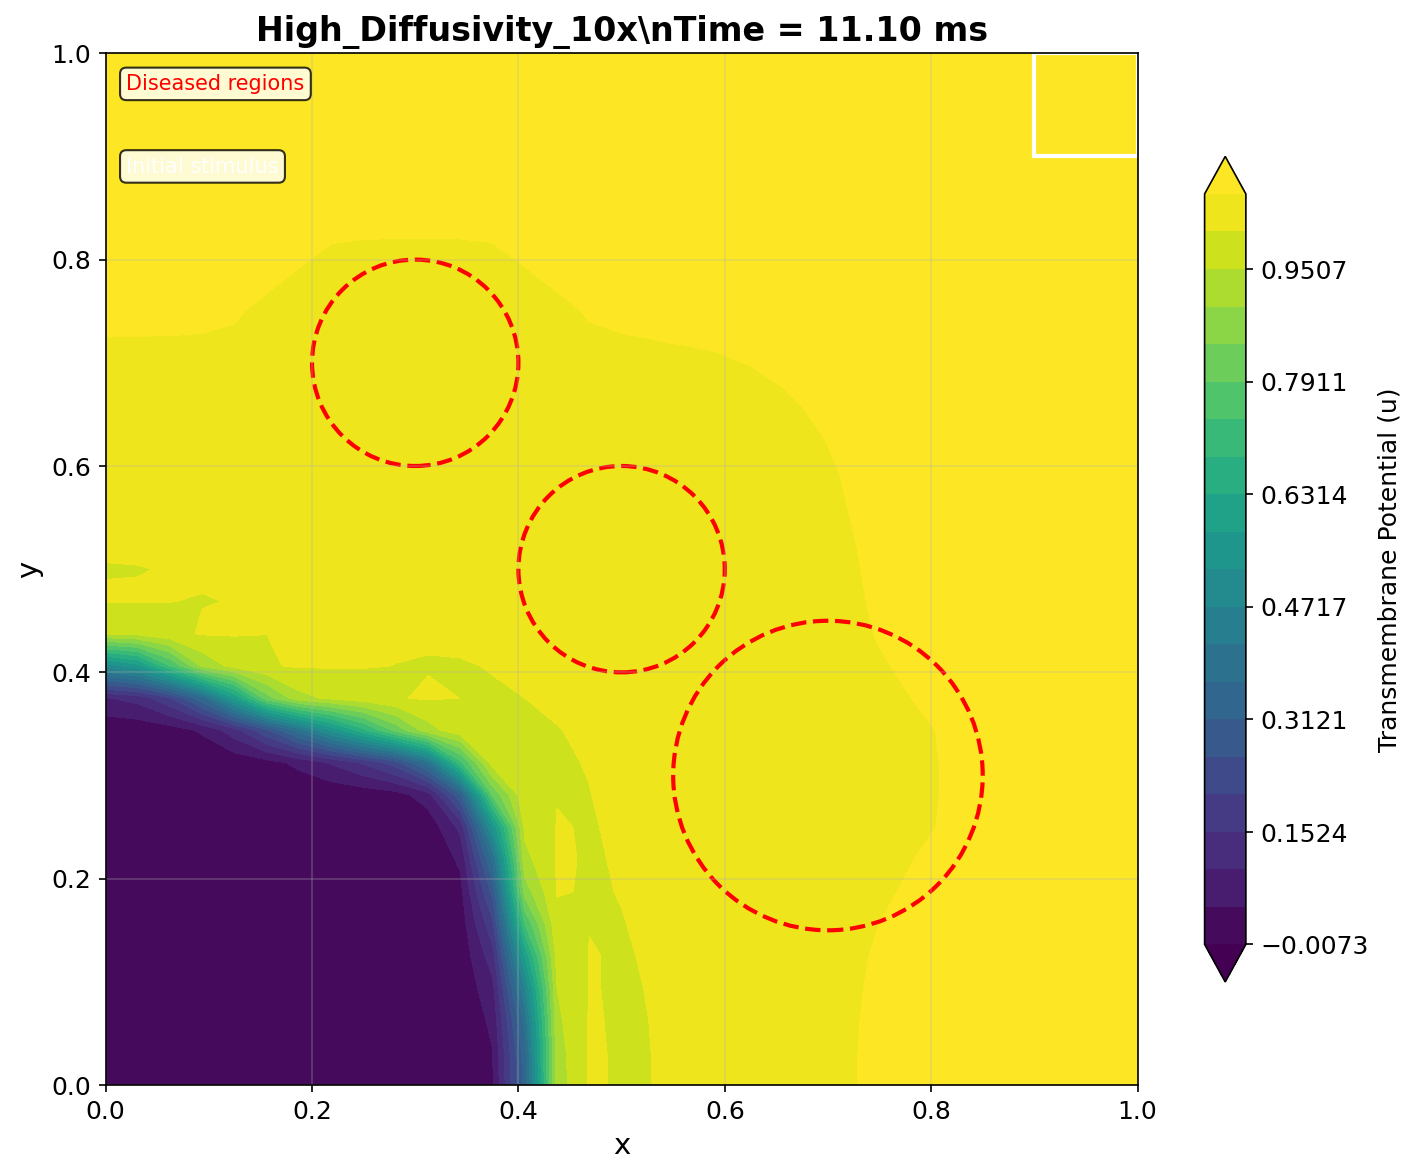 High_Diffusivity_10x\nTime = 11.10 ms
Diseased regions
Initial stimulus
1.0
0.8
0.6
0.4
0.2
0.0
y
0.0 0.2 0.4 0.6 0.8 1.0
x
0.9507
0.7911
0.6314
0.4717
0.3121
0.1524
−0.0073
Transmembrane Potential (u)